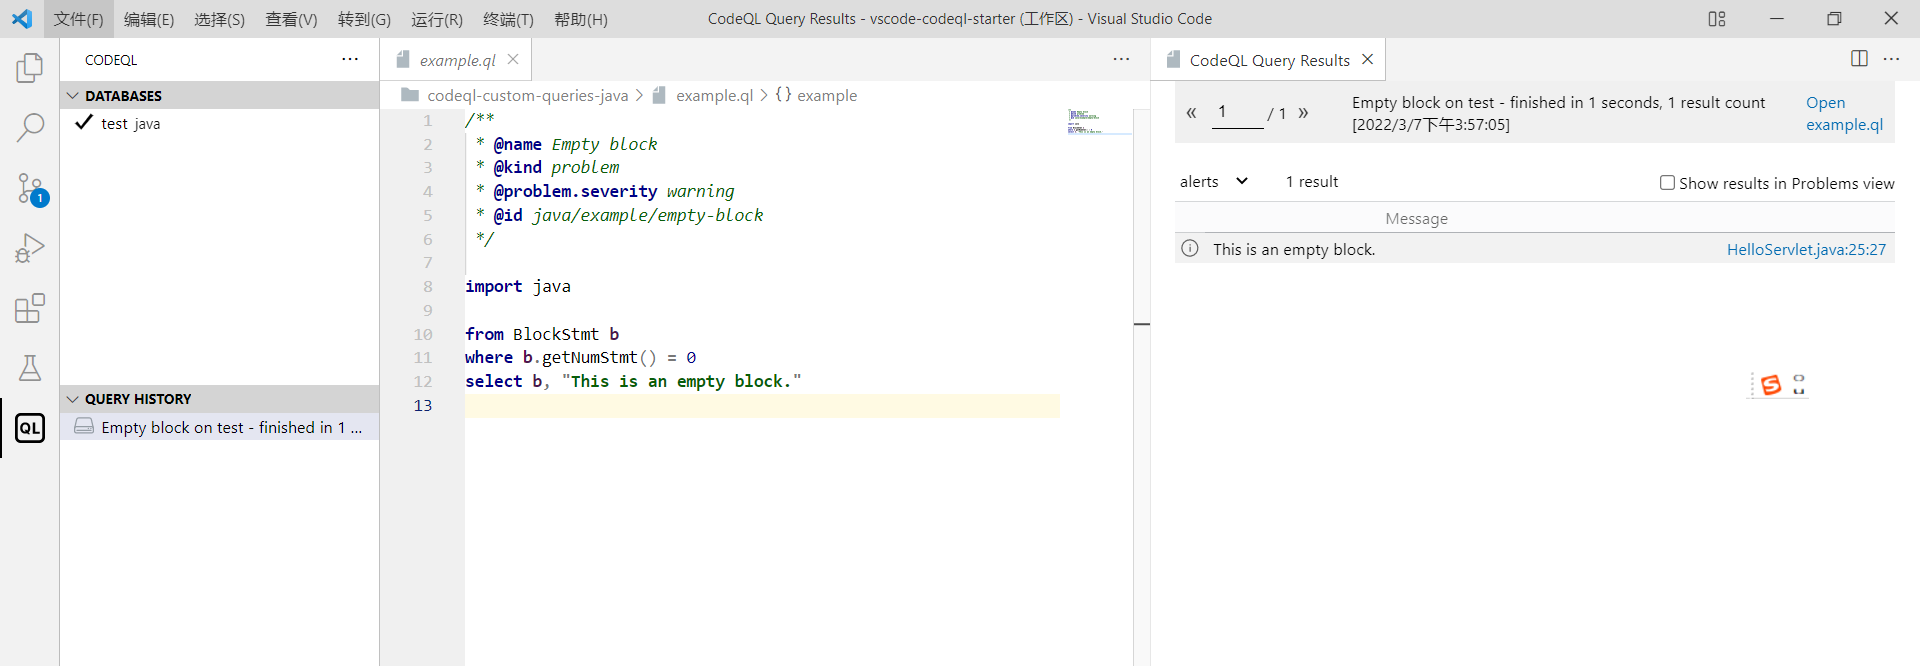 文件(F) 编辑(E) 选择(S) 查看(V) 转到(G) 运行(R) 终端(T) 帮助(H) CodeQL Query Results - vscode-codeql-starter (工作区) - Visual Studio Code
CODEQL
DATABASES
test java
QUERY HISTORY
Empty block on test - finished in 1 ...
1
QL
example.ql
codeql-custom-queries-java > example.ql > {} example
1 /**
2 * @name Empty block
3 * @kind problem
4 * @problem.severity warning
5 * @id java/example/empty-block
6 */
7
8 import java
9
10 from BlockStmt b
11 where b.getNumStmt() = 0
12 select b, "This is an empty block."
13
CodeQL Query Results
« 1 / 1 » Empty block on test - finished in 1 seconds, 1 result count Open
[2022/3/7下午3:57:05] example.ql
alerts 1 result Show results in Problems view
Message
This is an empty block. HelloServlet.java:25:27